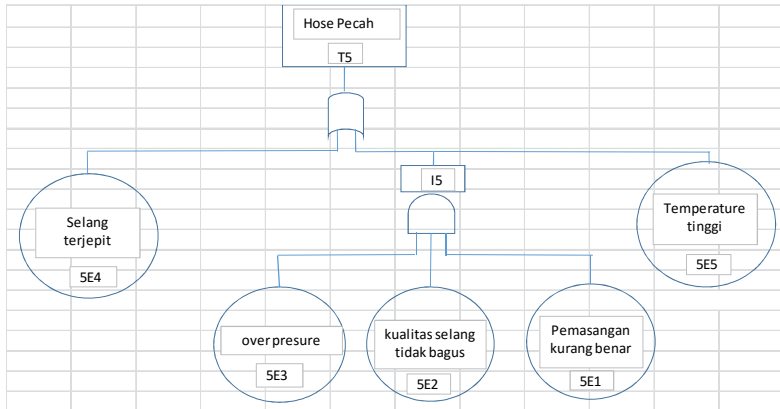 Hose Pecah
T5
I5
Selang
terjepit
5E4
Temperature
tinggi
5E5
over presure
5E3
kualitas selang
tidak bagus
5E2
Pemasangan
kurang benar
5E1